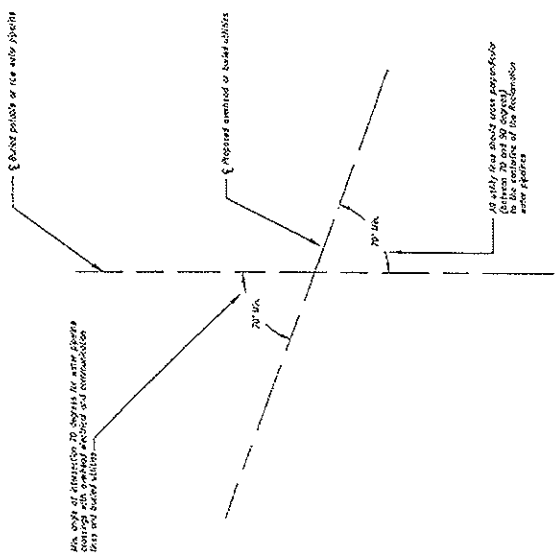 ℄ Buried potable or raw water pipeline
℄ Proposed overhead or buried utilities
Min. angle of intersection 70 degrees for water pipeline
crossings with overhead electrical and communication
lines and buried utilities
70° Min.
70° Min.
All utility lines should cross perpendicular
(between 70 and 90 degrees)
to the centerline of the Reclamation
water pipelines